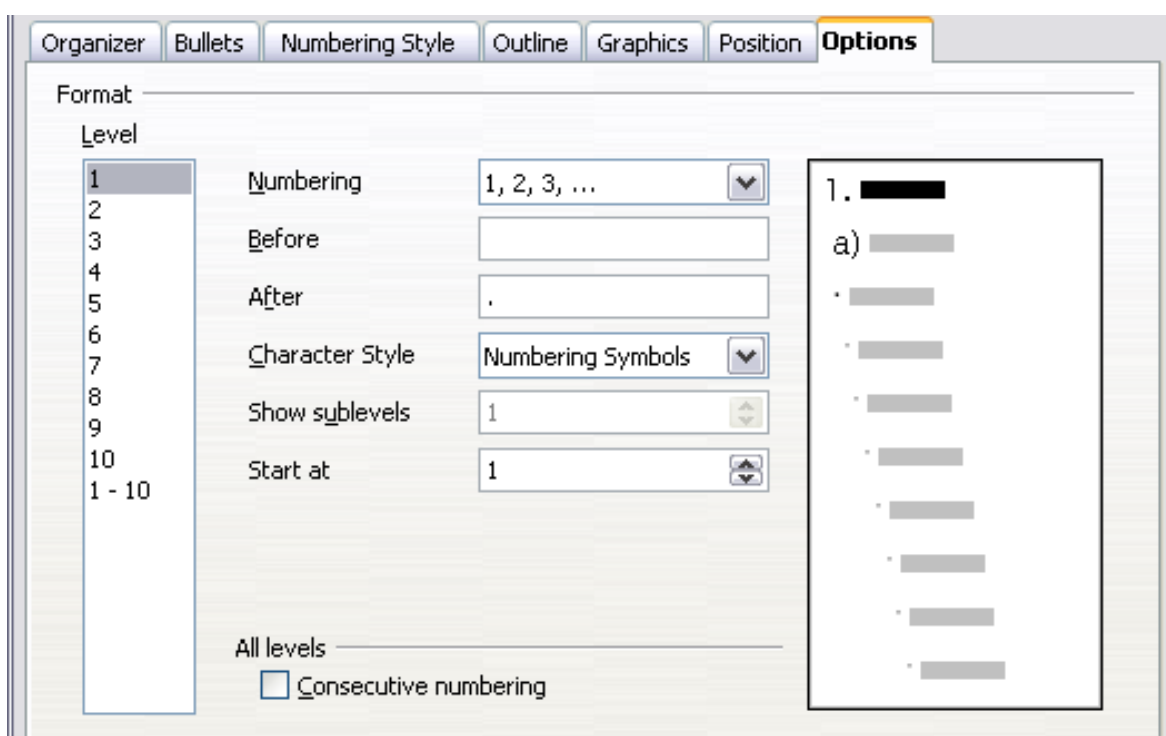 Organizer Bullets Numbering Style Outline Graphics Position Options
Format
Level
1
2
3
4
5
6
7
8
9
10
1 - 10
Numbering 1, 2, 3, ...
Before
After .
Character Style Numbering Symbols
Show sublevels 1
Start at 1
All levels
Consecutive numbering
1.
a)